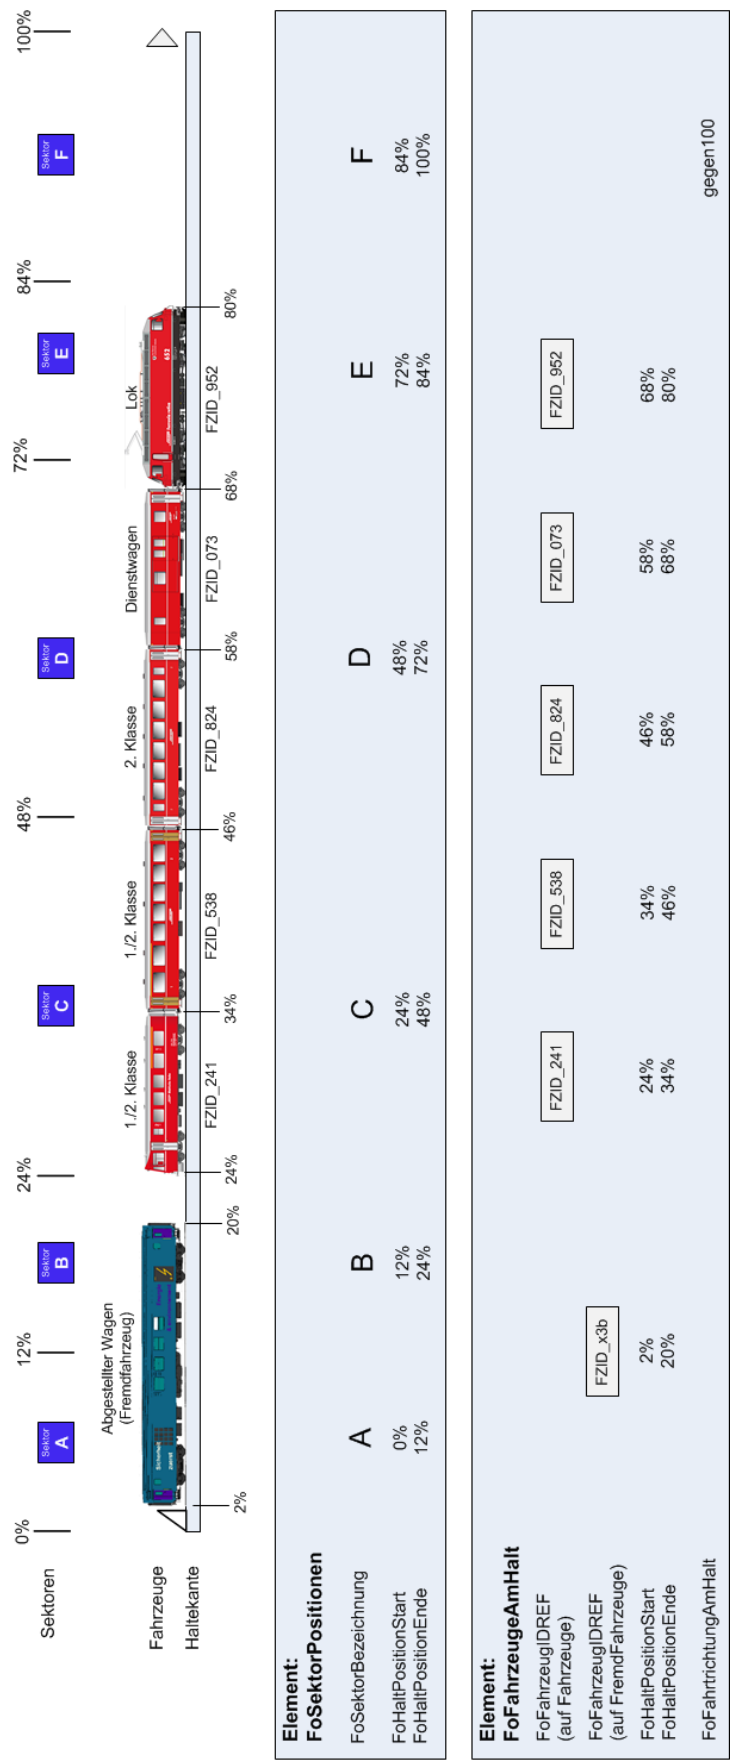 Sektoren
0%
12%
24%
48%
72%
84%
100%
Sektor
A
Sektor
B
Sektor
C
Sektor
D
Sektor
E
Sektor
F
Abgestellter Wagen
(Fremdfahrzeug)
1./2. Klasse
1./2. Klasse
2. Klasse
Dienstwagen
Lok
Fahrzeuge
Haltekante
FZID_241
FZID_538
FZID_824
FZID_073
FZID_952
2%
20%
24%
34%
46%
58%
68%
80%
Element:
FoSektorPositionen
FoSektorBezeichnung
A
B
C
D
E
F
FoHaltPositionStart
0%
12%
24%
48%
72%
84%
FoHaltPositionEnde
12%
24%
48%
72%
84%
100%
Element:
FoFahrzeugeAmHalt
FoFahrzeugIDREF
(auf Fahrzeuge)
FZID_241
FZID_538
FZID_824
FZID_073
FZID_952
FoFahrzeugIDREF
(auf FremdFahrzeuge)
FZID_x3b
FoHaltPositionStart
2%
24%
34%
46%
58%
68%
FoHaltPositionEnde
20%
34%
46%
58%
68%
80%
FoFahrtrichtungAmHalt
gegen100